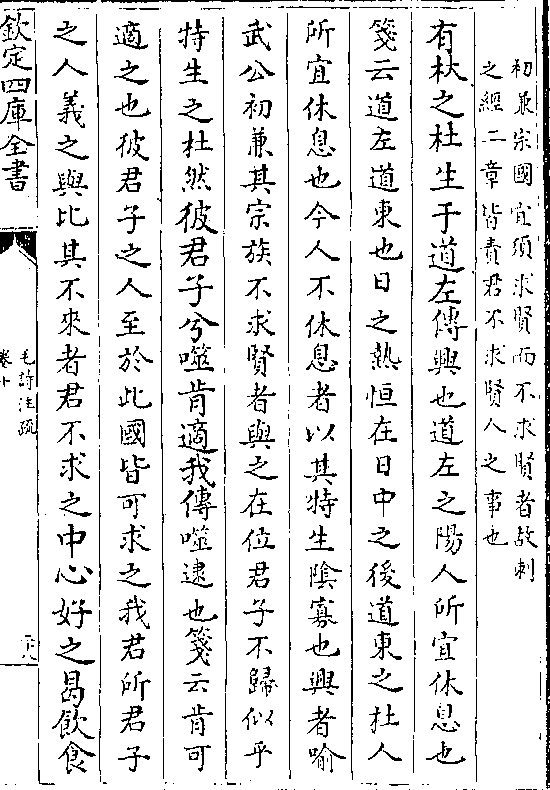 初兼宗國宜須求賢而不求賢者故刺
之經二章皆責君不求賢人之事也
有杕之杜生于道左傳興也道左之陽人所宜休息也
箋云道左道東也日之熱恒在日中之後道東之杜人
所宜休息也今人不休息者以其特生隂寡也興者喻
武公初兼其宗族不求賢者與之在位君子不歸似乎
特生之杜然彼君子兮噬肯適我傳噬逮也箋云肯可
適之也彼君子之人至於此國皆可求之我君所君子
之人義之與比其不來者君不求之中心好之曷飲食
欽定四庫全書
毛詩注疏
卷十
二十八